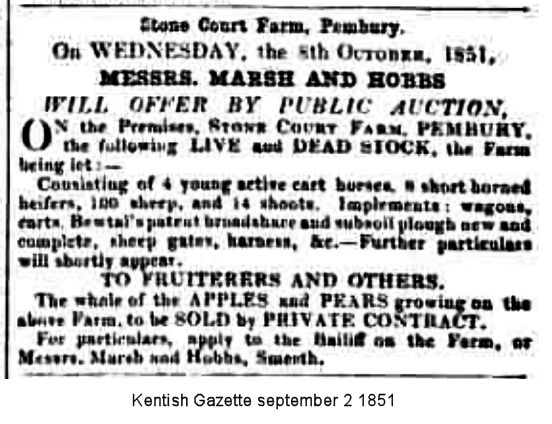 Stone Court Farm, Pembury.
On WEDNESDAY, the 8th OCTOBER, 1851,
MESSRS. MARSH AND HOBBS
WILL OFFER BY PUBLIC AUCTION,
ON the Premises, STONE COURT FARM, PEMBURY,
the following LIVE and DEAD STOCK, the Farm
being let:—
Consisting of 4 young active cart horses, 8 short horned
heifers, 100 sheep, and 14 shoots. Implements: wagons,
carts, Bentall's patent broadshare and subsoil plough new and
complete, sheep gates, harness, &c.—Further particulars
will shortly appear.
TO FRUITERERS AND OTHERS.
The whole of the APPLES and PEARS growing on the
above Farm, to be SOLD by PRIVATE CONTRACT.
For particulars, apply to the Bailiff on the Farm, or
Messrs. Marsh and Hobbs, Smeeth.
Kentish Gazette september 2 1851